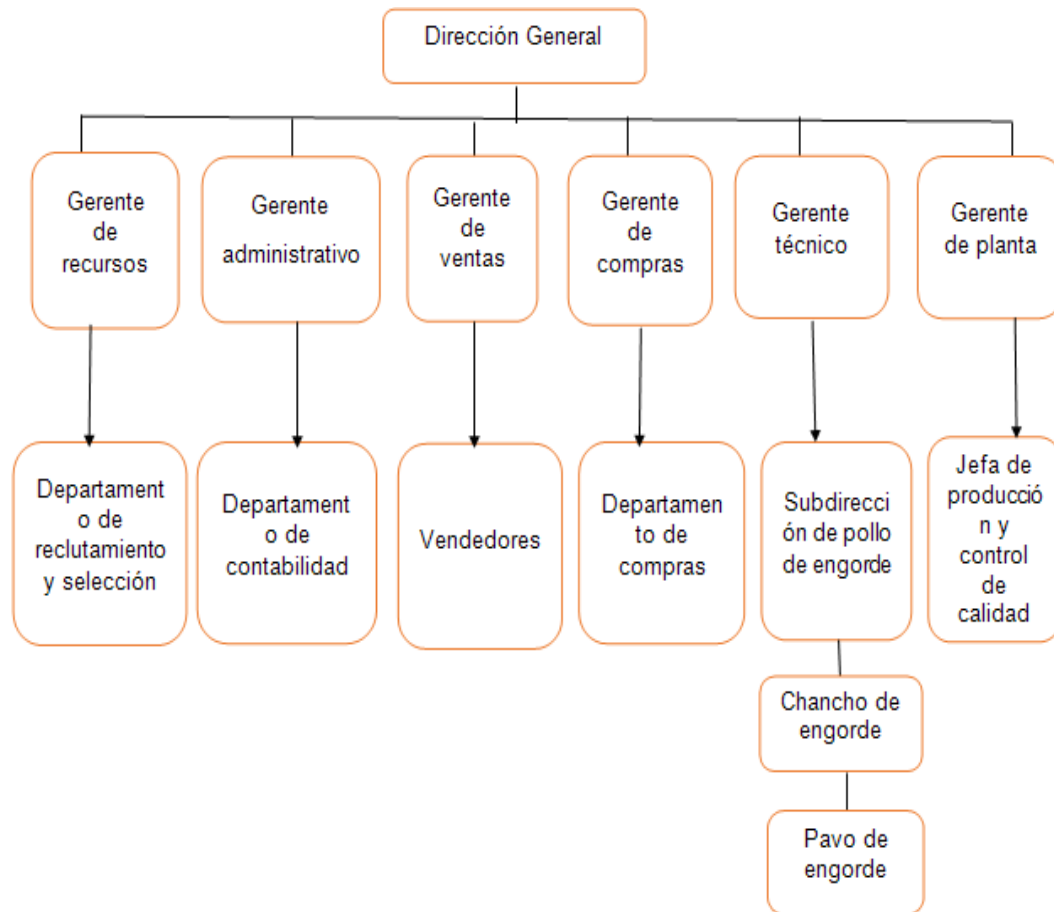 Dirección General
Gerente
de
recursos
Gerente
administrativo
Gerente
de
ventas
Gerente
de
compras
Gerente
técnico
Gerente
de planta
Departament
o de
reclutamiento
y selección
Departament
o de
contabilidad
Vendedores
Departamen
to de
compras
Subdirecci
ón de pollo
de engorde
Jefa de
producció
n y
control
de
calidad
Chancho de
engorde
Pavo de
engorde